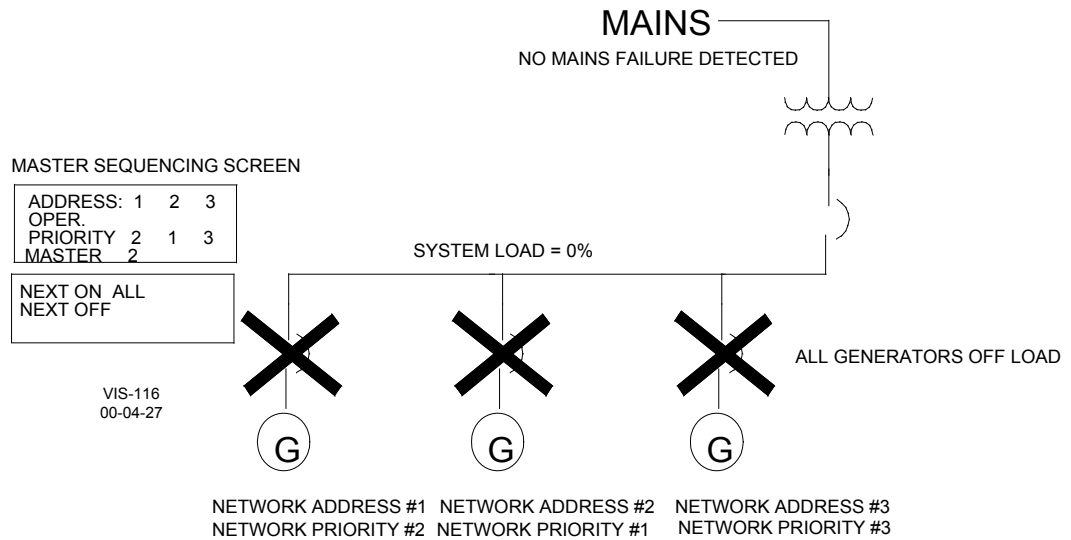 MAINS
NO MAINS FAILURE DETECTED
MASTER SEQUENCING SCREEN
ADDRESS: 1 2 3
OPER.
PRIORITY 2 1 3
MASTER 2
SYSTEM LOAD = 0%
NEXT ON ALL
NEXT OFF
ALL GENERATORS OFF LOAD
VIS-116
00-04-27
G G G
NETWORK ADDRESS #1 NETWORK ADDRESS #2 NETWORK ADDRESS #3
NETWORK PRIORITY #2 NETWORK PRIORITY #1 NETWORK PRIORITY #3